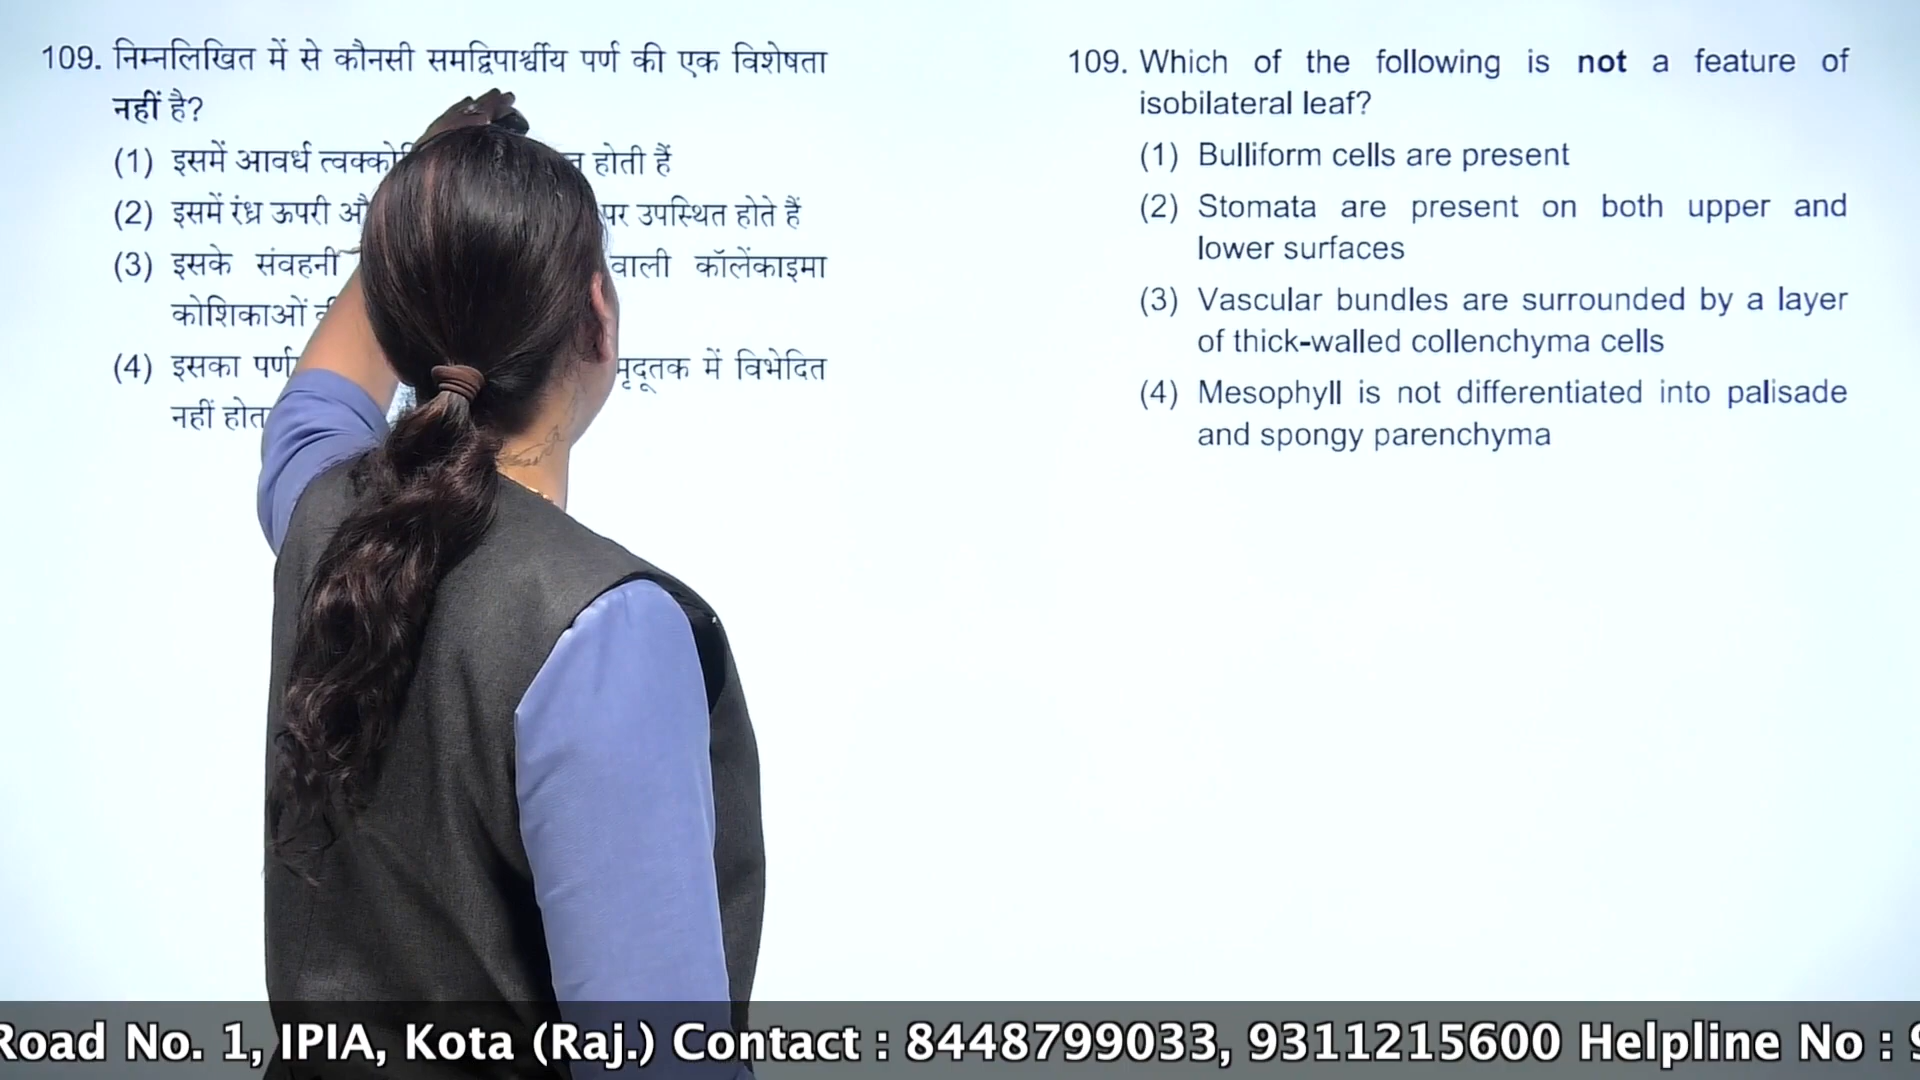 109. निम्नलिखित में से कौनसी समद्विपार्श्वीय पर्ण की एक विशेषता
नहीं है?
(1) इसमें आवर्ध होती हैं
(2) इसमें रंध्र ऊपरी पर उपस्थित होते हैं
(3) इसके संवहनी वाली कॉलेंकाइमा
कोशिकाओं
(4) इसका मृदूतक में विभेदित
नहीं
109. Which of the following is not a feature of
isobilateral leaf?
(1) Bulliform cells are present
(2) Stomata are present on both upper and
lower surfaces
(3) Vascular bundles are surrounded by a layer
of thick-walled collenchyma cells
(4) Mesophyll is not differentiated into palisade
and spongy parenchyma
Road No. 1, IPIA, Kota (Raj.) Contact : 8448799033, 9311215600 Helpline No :